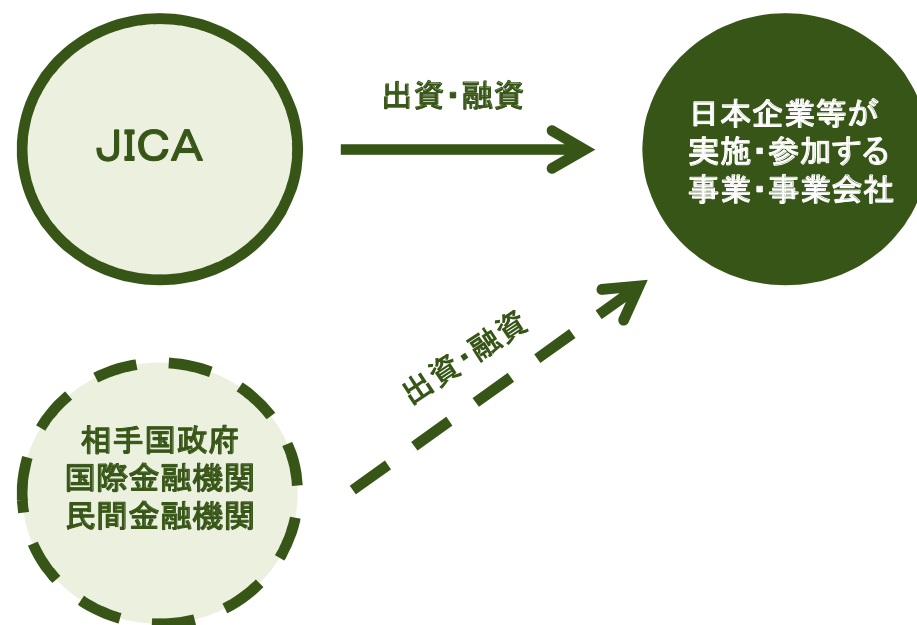 JICA
出資・融資
日本企業等が
実施・参加する
事業・事業会社
出資・融資
相手国政府
国際金融機関
民間金融機関